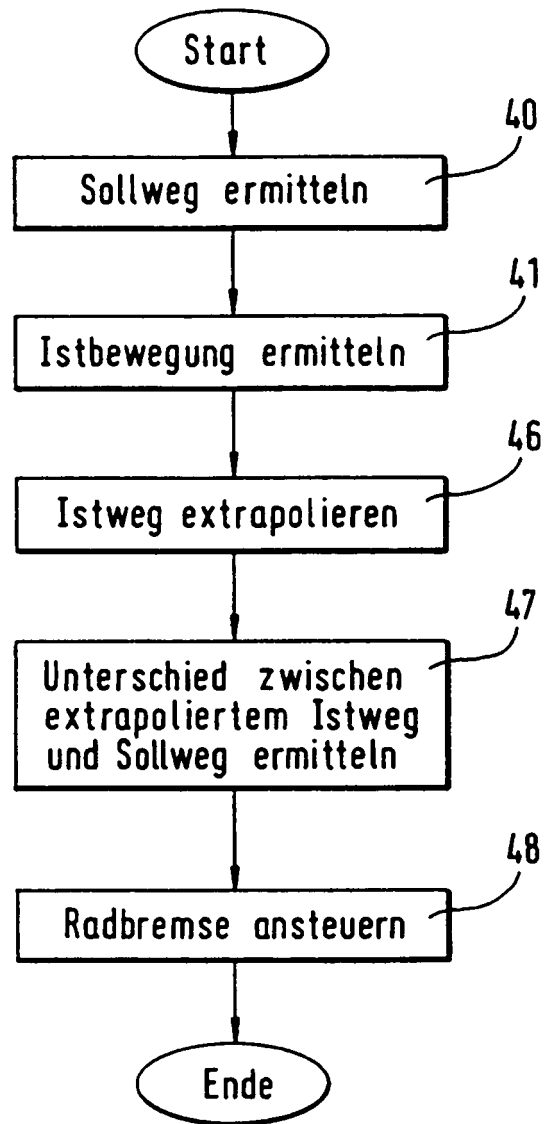 Start
40
Sollweg ermitteln
41
Istbewegung ermitteln
46
Istweg extrapolieren
47
Unterschied zwischen
extrapoliertem Istweg
und Sollweg ermitteln
48
Radbremse ansteuern
Ende